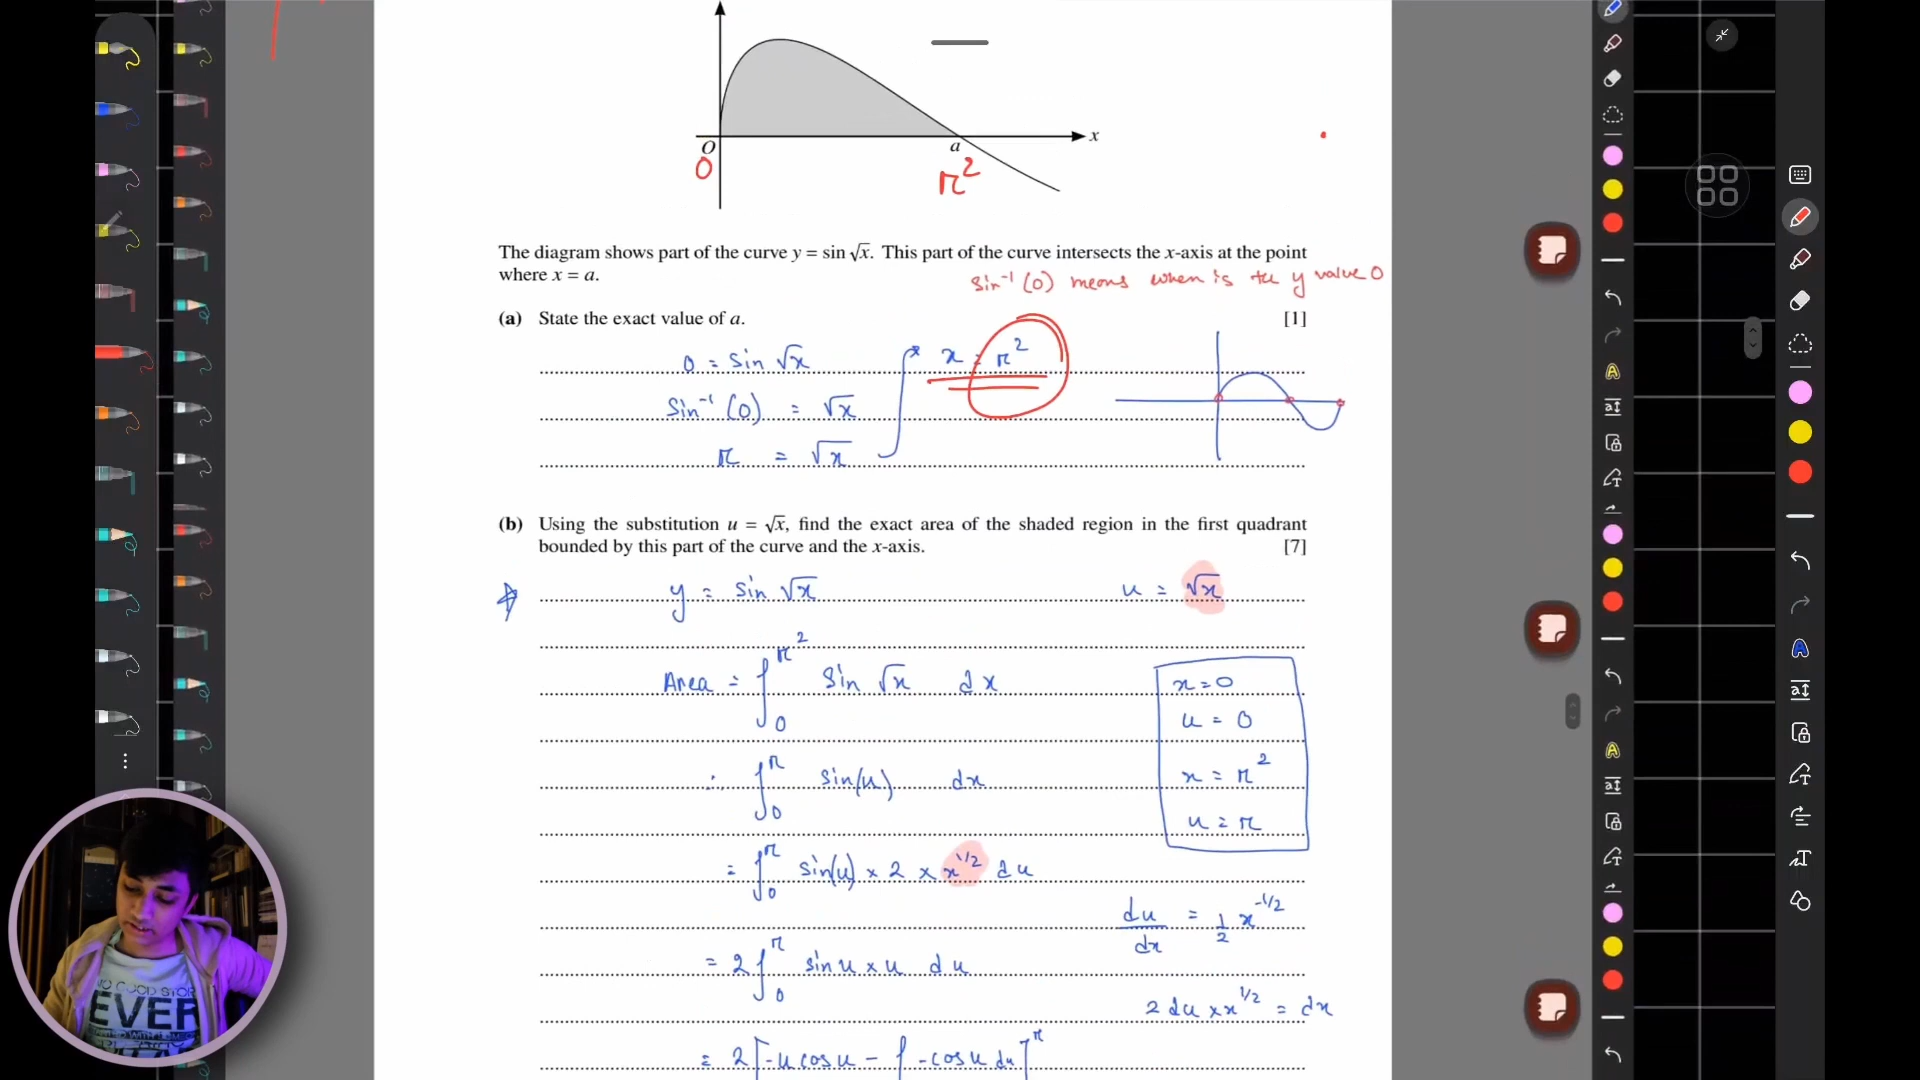 x
O
a
0
π²
The diagram shows part of the curve y = sin √x. This part of the curve intersects the x-axis at the point
where x = a.
sin⁻¹ (0) means when is the y value 0
(a) State the exact value of a. [1]
0 = sin √x
x = π²
sin⁻¹ (0) = √x
π = √x
(b) Using the substitution u = √x, find the exact area of the shaded region in the first quadrant
bounded by this part of the curve and the x-axis. [7]
y = sin √x
u = √x
Area = ∫₀^π² sin √x dx
x = 0
u = 0
x = π²
u = π
∴ ∫₀^π sin(u) dx
= ∫₀^π sin(u) × 2 × x^1/2 du
du/dx = 1/2 x^-1/2
= 2 ∫₀^π sin u × u du
2 du × x^1/2 = dx
= 2 [-u cos u - ∫ -cos u du]^π
NO GOOD STOR
EVER